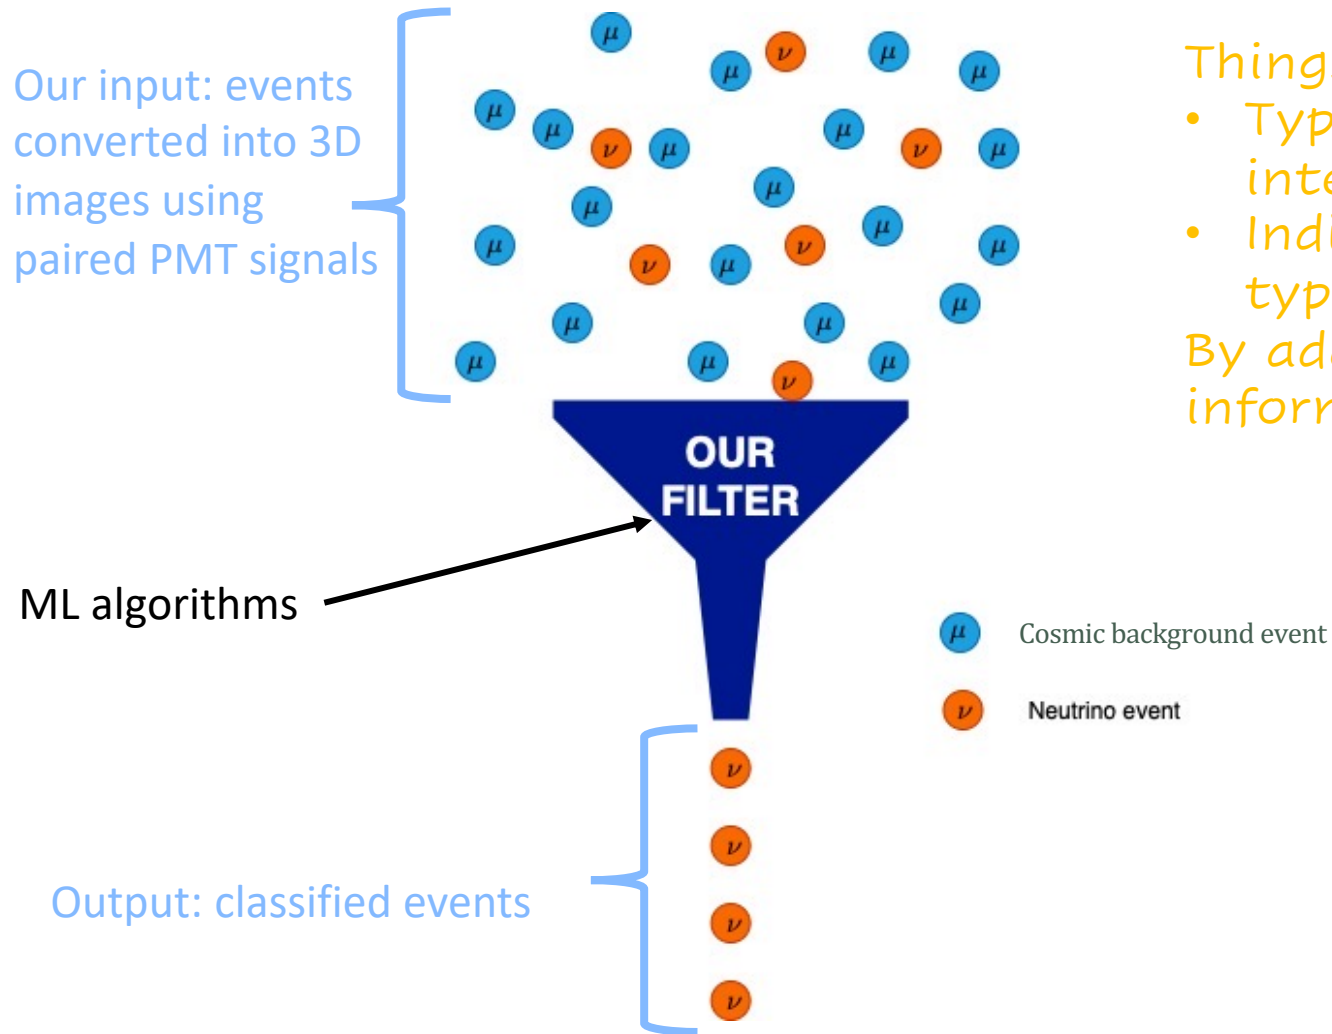 Our input: events
converted into 3D
images using
paired PMT signals
μ
ν μ
μ μ
μ
μ μ
ν μ ν μ
μ
μ
μ
μ ν μ
ν μ
μ
μ μ
μ μ μ
ν
•
•
By
OUR
FILTER
ML algorithms
μ Cosmic background event
ν Neutrino event
ν
ν
Output: classified events
ν
ν